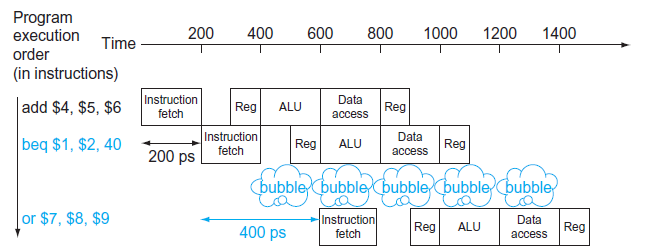 Program
execution
order
(in instructions)
Time
200 400 600 800 1000 1200 1400
add $4, $5, $6
Instruction
fetch
Reg
ALU
Data
access
Reg
beq $1, $2, 40
200 ps
Instruction
fetch
Reg
ALU
Data
access
Reg
bubble bubble bubble bubble bubble
or $7, $8, $9
400 ps
Instruction
fetch
Reg
ALU
Data
access
Reg